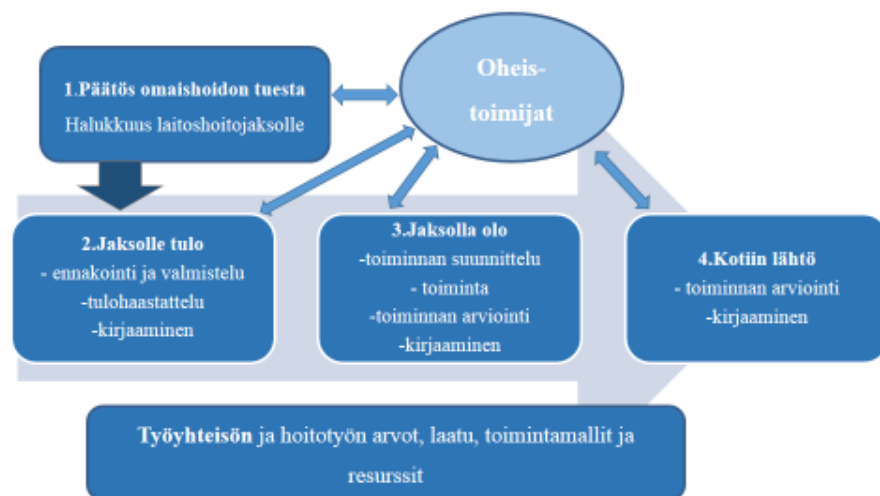 1.Päätös omaishoidon tuesta
Halukkuus laitoshoitojaksolle
Oheis-
toimijat
2.Jaksolle tulo
- ennakointi ja valmistelu
-tulohaastattelu
-kirjaaminen
3.Jaksolla olo
-toiminnan suunnittelu
- toiminta
-toiminnan arviointi
-kirjaaminen
4.Kotiin lähtö
- toiminnan arviointi
-kirjaaminen
Työyhteisön ja hoitotyön arvot, laatu, toimintamallit ja
resurssit